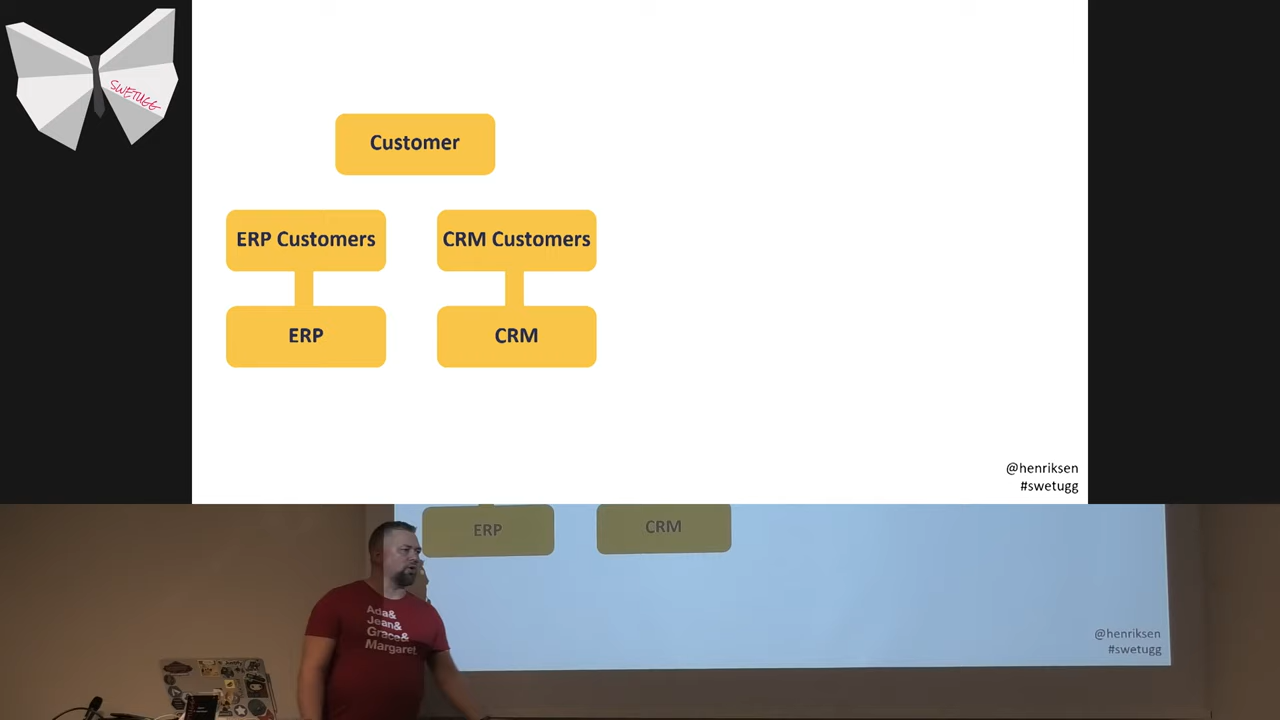 SWETUGG
Customer
ERP Customers
CRM Customers
ERP
CRM
@henriksen
#swetugg
ERP
CRM
Ada&
Jean&
Grace&
Margaret.
@henriksen
#swetugg